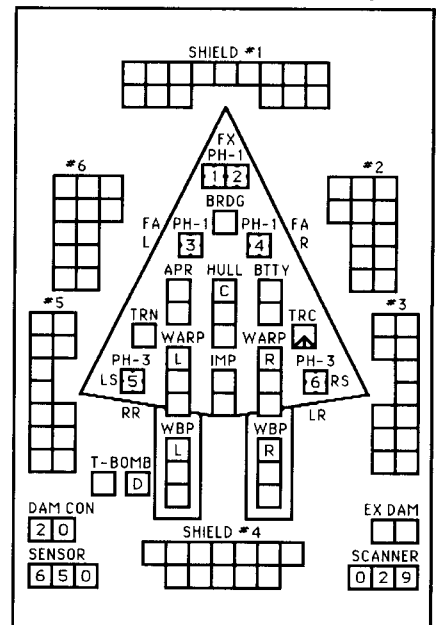 SHIELD #1
FX
PH-1
1 2
#6
#2
BRDG
FA PH-1 PH-1 FA
L 3 4 R
APR HULL BTTY
C
#5
#3
TRN TRC
WARP WARP
L R
PH-3 IMP PH-3
LS 5 6 RS
RR LR
WBP WBP
L R
T-BOMB
D
DAM CON
2 0
EX DAM
SENSOR
6 5 0
SHIELD #4
SCANNER
0 2 9